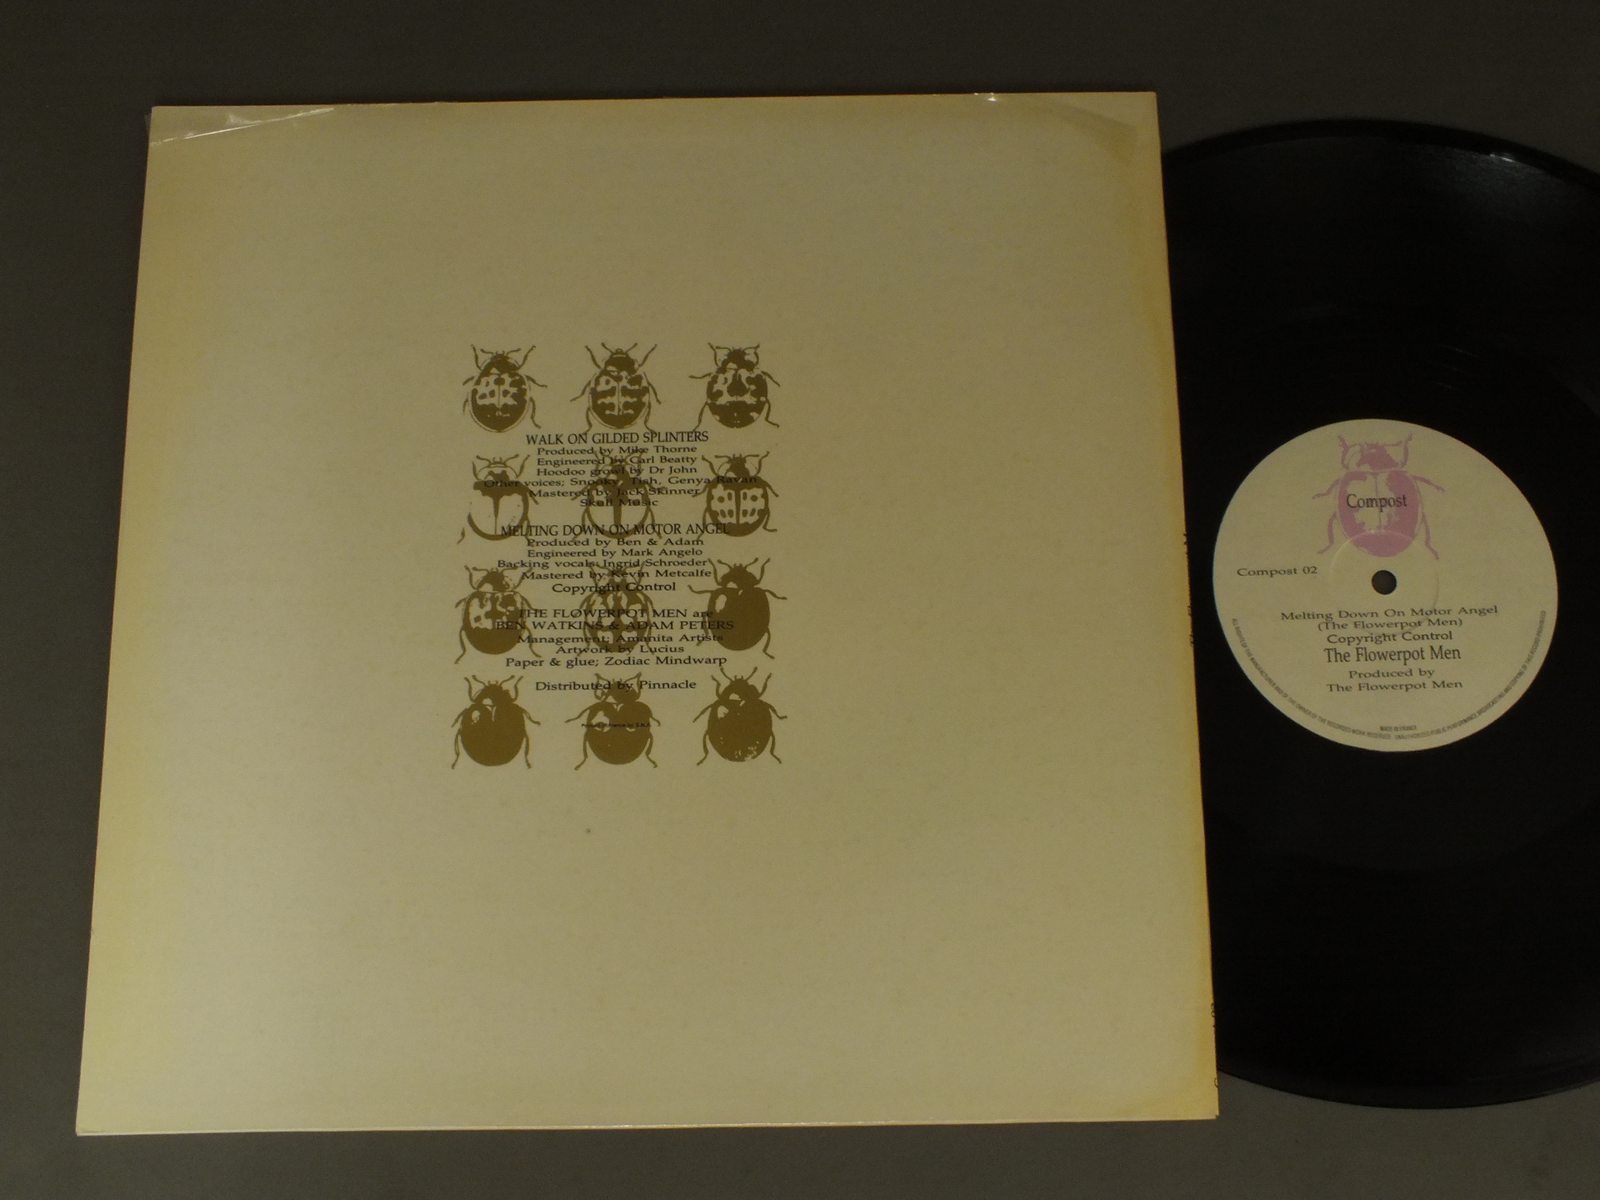 WALK ON GILDED SPLINTERS
Produced by Mike Thorne
Engineered by Carl Beatty
Hoodoo growl by Dr John
Other voices; Snooky, Tish, Genya Ravan
Mastered by Jack Skinner
Skull Music
MELTING DOWN ON MOTOR ANGEL
Produced by Ben & Adam
Engineered by Mark Angelo
Backing vocals; Ingrid Schroeder
Mastered by Kevin Metcalfe
Copyright Control
THE FLOWERPOT MEN are
BEN WATKINS & ADAM PETERS
Management; Amanita Artists
Artwork by Lucius
Paper & glue; Zodiac Mindwarp
Distributed by Pinnacle
Compost
Compost 02
Melting Down On Motor Angel
(The Flowerpot Men)
Copyright Control
The Flowerpot Men
Produced by
The Flowerpot Men
MADE IN FRANCE